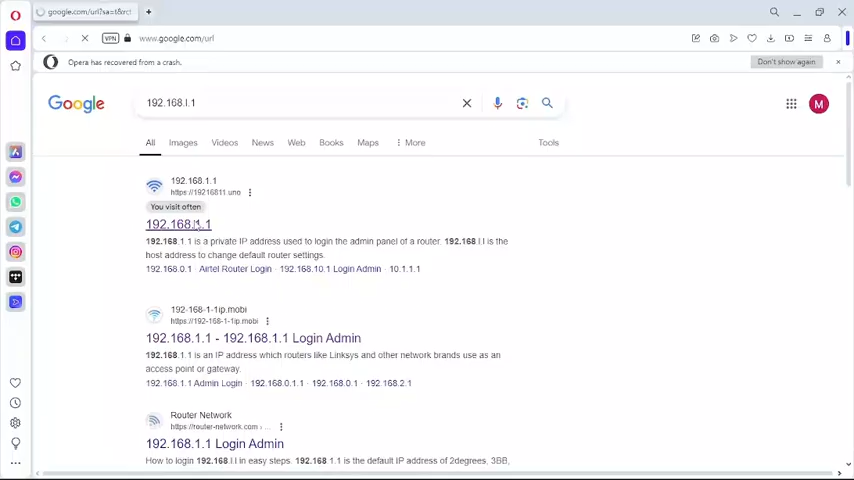 google.com/url?sa=t&rct
VPN
www.google.com/url
Opera has recovered from a crash.
Don't show again
Google
192.168.l.1
M
All
Images
Videos
News
Web
Books
Maps
More
Tools
192.168.1.1
https://19216811.uno
You visit often
192.168.1.1
192.168.1.1 is a private IP address used to login the admin panel of a router. 192.168 l.l is the
host address to change default router settings.
192.168.0.1 · Airtel Router Login · 192.168.10.1 Login Admin · 10.1.1.1
192-168-1-1ip.mobi
https://192-168-1-1ip.mobi
192.168.1.1 - 192.168.1.1 Login Admin
192.168.1.1 is an IP address which routers like Linksys and other network brands use as an
access point or gateway.
192.168.1.1 Admin Login · 192.168.0.1.1 · 192.168.0.1 · 192.168.2.1
Router Network
https://router-network.com › ...
192.168.1.1 Login Admin
How to login 192.168.l.l in easy steps. 192.168 1.1 is the default IP address of 2degrees, 3BB,